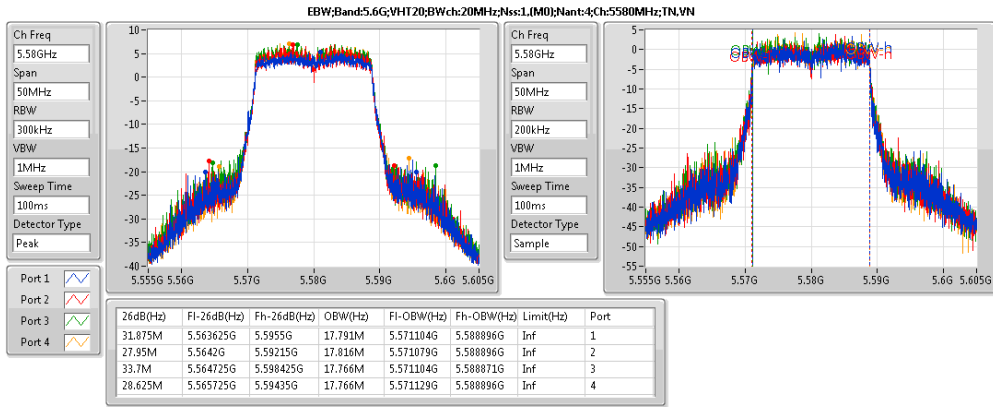 EBW;Band:5.6G;VHT20;BWch:20MHz;Nss:1,(M0);Nant:4;Ch:5580MHz;TN,VN
Ch Freq
5.58GHz
Span
50MHz
RBW
300kHz
VBW
1MHz
Sweep Time
100ms
Detector Type
Peak
10
5
0
-5
-10
-15
-20
-25
-30
-35
-40
5.555G 5.56G 5.57G 5.58G 5.59G 5.605G
Ch Freq
5.58GHz
Span
50MHz
RBW
200kHz
VBW
1MHz
Sweep Time
100ms
Detector Type
Sample
5
0
-5
-10
-15
-20
-25
-30
-35
-40
-45
-50
-55
5.555G 5.56G 5.57G 5.58G 5.59G 5.605G
Port 1
Port 2
Port 3
Port 4
26dB(Hz) Fl-26dB(Hz) Fh-26dB(Hz) OBW(Hz) Fl-OBW(Hz) Fh-OBW(Hz) Limit(Hz) Port
31.875M 5.563625G 5.5955G 17.791M 5.571104G 5.588896G Inf 1
27.95M 5.5642G 5.59215G 17.816M 5.571079G 5.588896G Inf 2
33.7M 5.564725G 5.598425G 17.766M 5.571104G 5.588871G Inf 3
28.625M 5.565725G 5.59435G 17.766M 5.571129G 5.588896G Inf 4